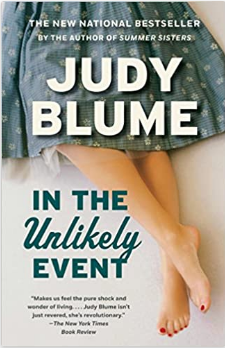 THE NEW NATIONAL BESTSELLER
BY THE AUTHOR OF SUMMER SISTERS
JUDY
BLUME
IN THE
Unlikely
EVENT
"Makes us feel the pure shock and
wonder of living. . . . Judy Blume isn't
just revered, she's revolutionary."
—The New York Times
Book Review